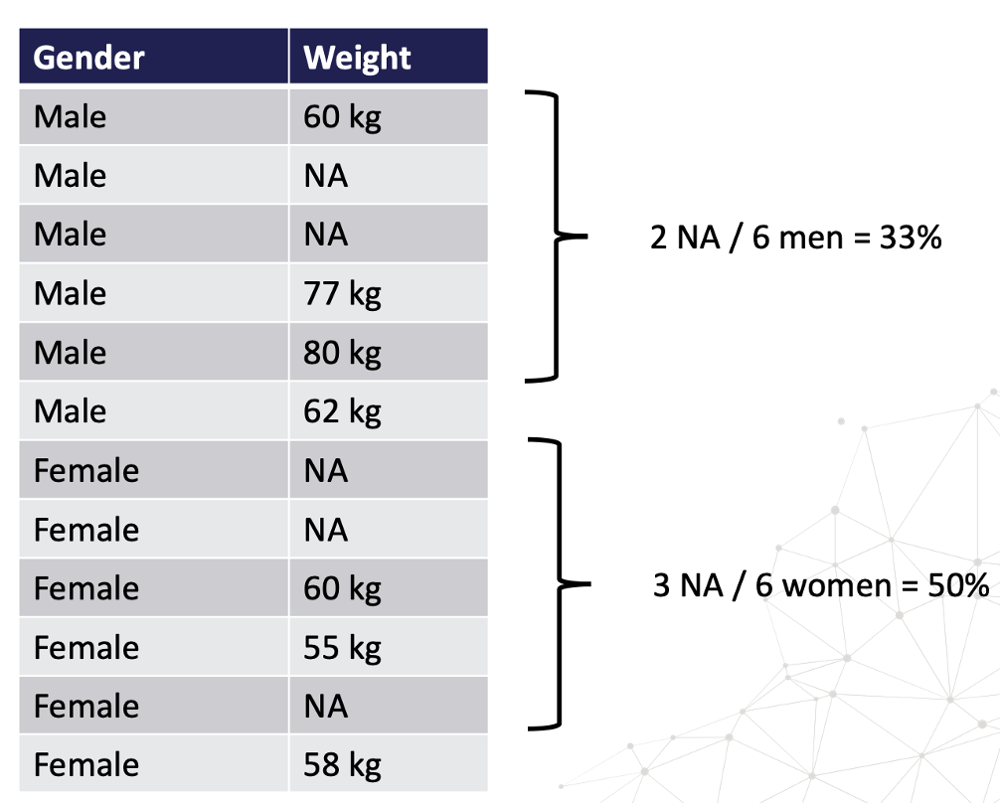 Gender Weight
Male 60 kg
Male NA
Male NA
2 NA / 6 men = 33%
Male 77 kg
Male 80 kg
Male 62 kg
Female NA
Female NA
Female 60 kg
3 NA / 6 women = 50%
Female 55 kg
Female NA
Female 58 kg